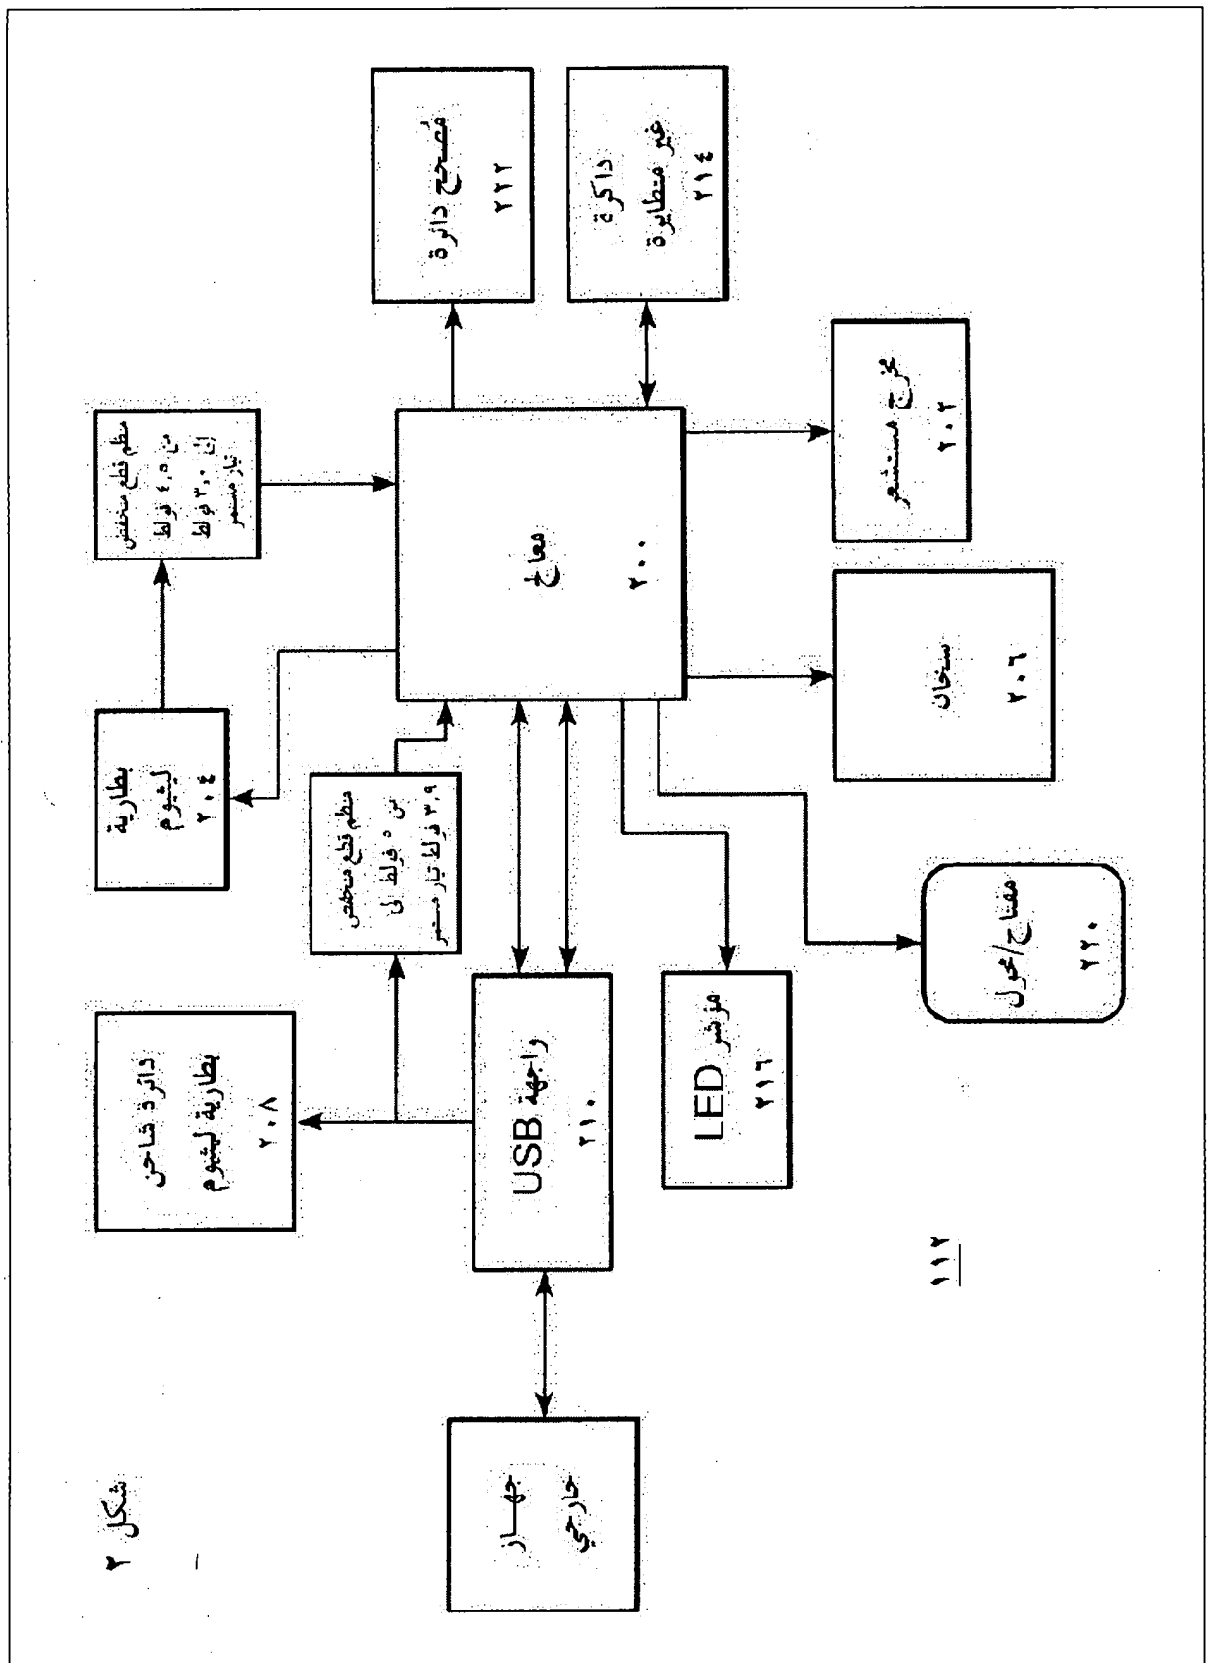 شكل ٢
دائرة شاحن
بطارية ليثيوم
٢٠٨
بطارية
ليثيوم
٢٠٤
منظم قطع منخفض
من ٤,٥ فولط
إلى ٣,٠ فولط
تيار مستمر
منظم قطع منخفض
من ٥ فولط إلى
٣,٩ فولط تيار مستمر
جهاز
خارجي
واجهة USB
٢١٠
معالج
٢٠٠
مُصحح دائرة
٢٢٢
ذاكرة
غير متطايرة
٢١٤
مؤشر LED
٢١٦
مفتاح/محول
٢٢٠
سخان
٢٠٦
مخرج مستشعر
٢٠٢
١١٢